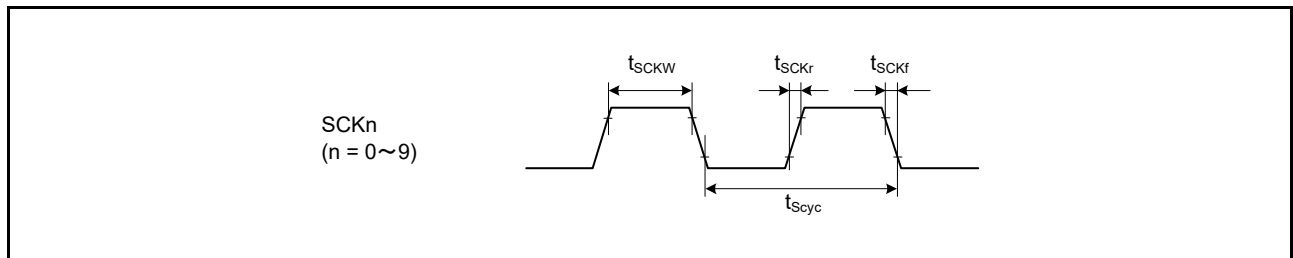 tSCKW
tSCKr
tSCKf
SCKn
(n = 0～9)
tScyc